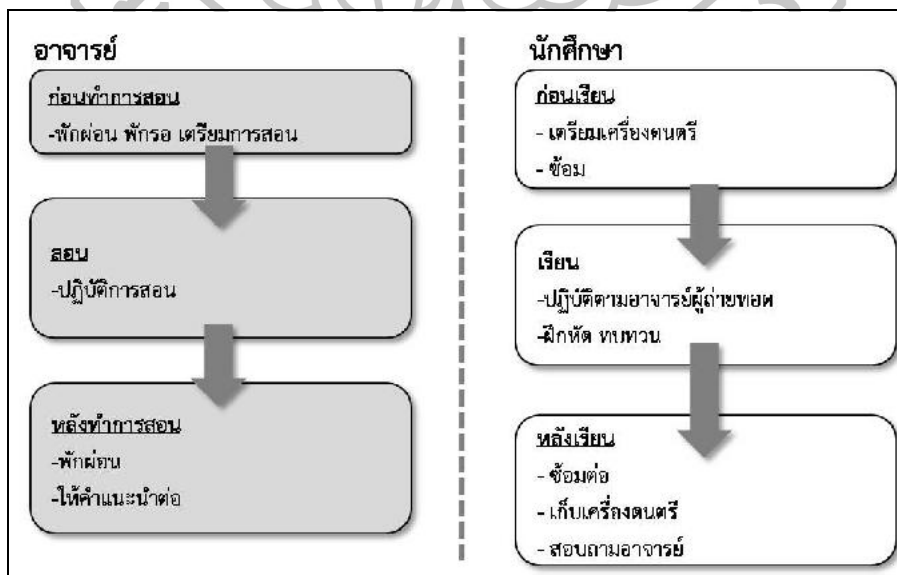 อาจารย์
ก่อนทำการสอน
-พักผ่อน พักรอ เตรียมการสอน
สอน
-ปฏิบัติการสอน
หลังทำการสอน
-พักผ่อน
-ให้คำแนะนำต่อ
นักศึกษา
ก่อนเรียน
- เตรียมเครื่องดนตรี
- ซ้อม
เรียน
-ปฏิบัติตามอาจารย์ผู้ถ่ายทอด
-ฝึกหัด ทบทวน
หลังเรียน
- ซ้อมต่อ
- เก็บเครื่องดนตรี
- สอบถามอาจารย์